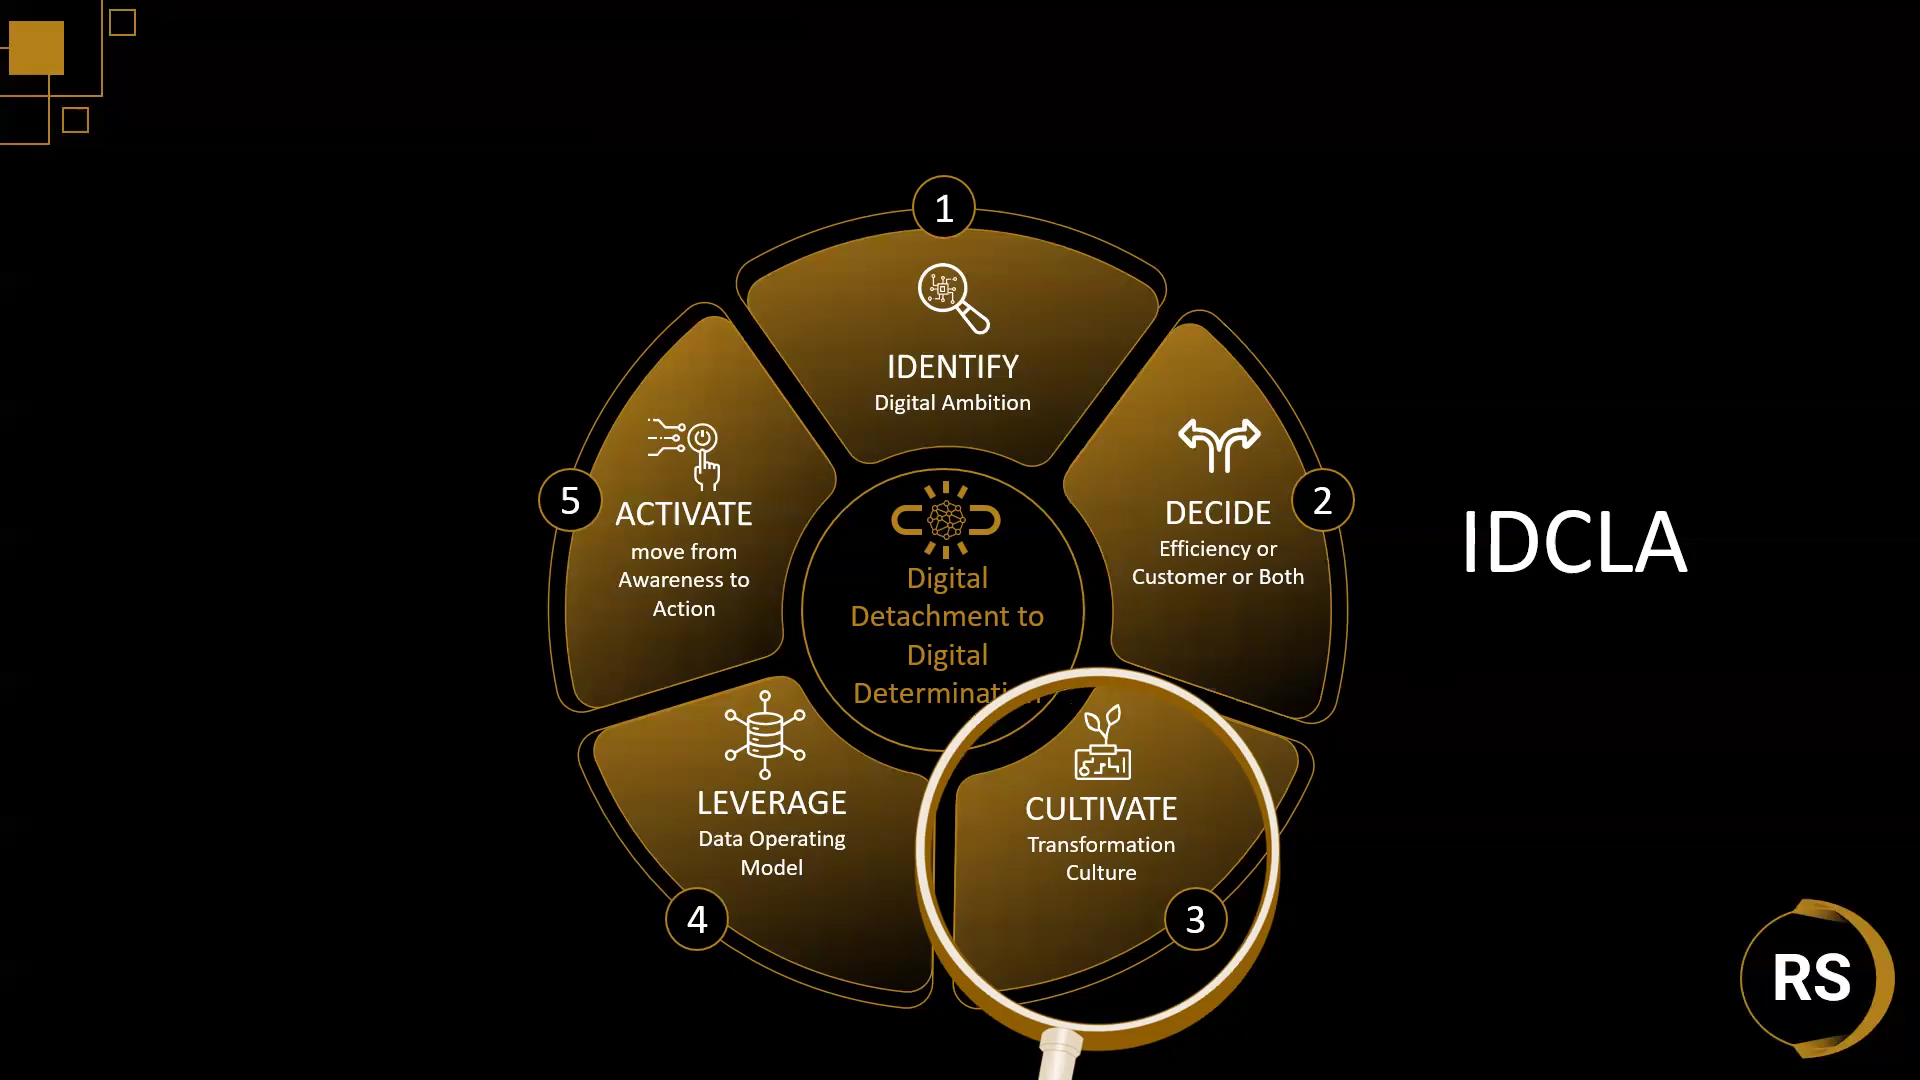 1
IDENTIFY
Digital Ambition
2
DECIDE
Efficiency or
Customer or Both
3
CULTIVATE
Transformation
Culture
4
LEVERAGE
Data Operating
Model
5
ACTIVATE
move from
Awareness to
Action
Digital
Detachment to
Digital
IDCLA
RS